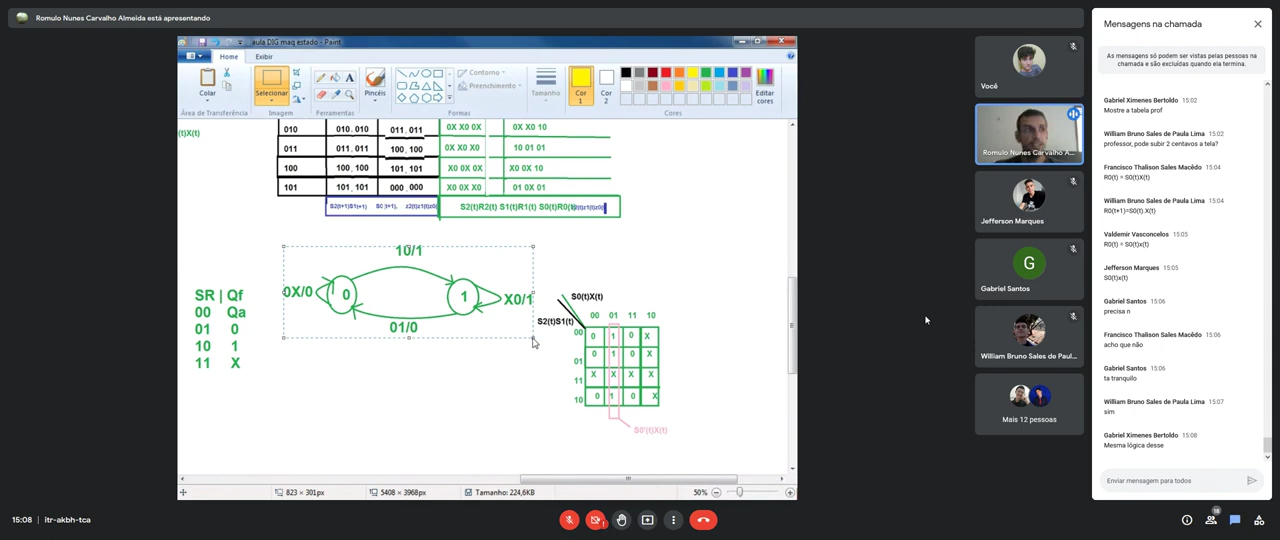 Romulo Nunes Carvalho Almeida está apresentando
aula DIG maq estado - Paint
Home
Exibir
Colar
Selecionar
Pincéis
Contorno
Preenchimento
Tamanho
Cor
1
Cor
2
Editar
cores
Área de Transferência
Imagem
Formas
Cores
(t)X(t)
010 010, 010 011, 011 0X X0 0X 0X X0 10
011 011, 011 100, 100 0X X0 X0 10 01 01
100 100, 100 101, 101 X0 0X 0X X0 0X 10
101 101, 101 000, 000 X0 0X X0 01 0X 01
S2(t)R2(t) S1(t)R1(t) S0(t)R0(t)
10/1
0X/0
0
1
X0/1
01/0
SR | Qf
00 Qa
01 0
10 1
11 X
S0(t)X(t)
S2(t)S1(t)
00 01 11 10
00 0 1 0 X
01 0 1 0 X
11 X X X X
10 0 1 0 X
S0'(t)X(t)
823 × 301px
5408 × 3968px
Tamanho: 224,6KB
50%
Você
Romulo Nunes Carvalho A...
Jefferson Marques
G
Gabriel Santos
William Bruno Sales de Paul...
Mais 12 pessoas
Mensagens na chamada
As mensagens só podem ser vistas pelas pessoas na
chamada e são excluídas quando ela termina.
Gabriel Ximenes Bertoldo 15:02
Mostre a tabela prof
William Bruno Sales de Paula Lima 15:02
professor, pode subir 2 centavos a tela?
Francisco Thalison Sales Macêdo 15:04
R0(t) = S0(t)X(t)
William Bruno Sales de Paula Lima 15:04
R0(t+1)=S0(t).X(t)
Valdemir Vasconcelos 15:05
R0(t) = S0(t)x(t)
Jefferson Marques 15:05
S0(t)x(t)
Gabriel Santos 15:06
precisa n
Francisco Thalison Sales Macêdo 15:06
acho que não
Gabriel Santos 15:06
ta tranquilo
William Bruno Sales de Paula Lima 15:07
sim
Gabriel Ximenes Bertoldo 15:08
Mesma lógica desse
Enviar mensagem para todos
15:08 | itr-akbh-tca
18